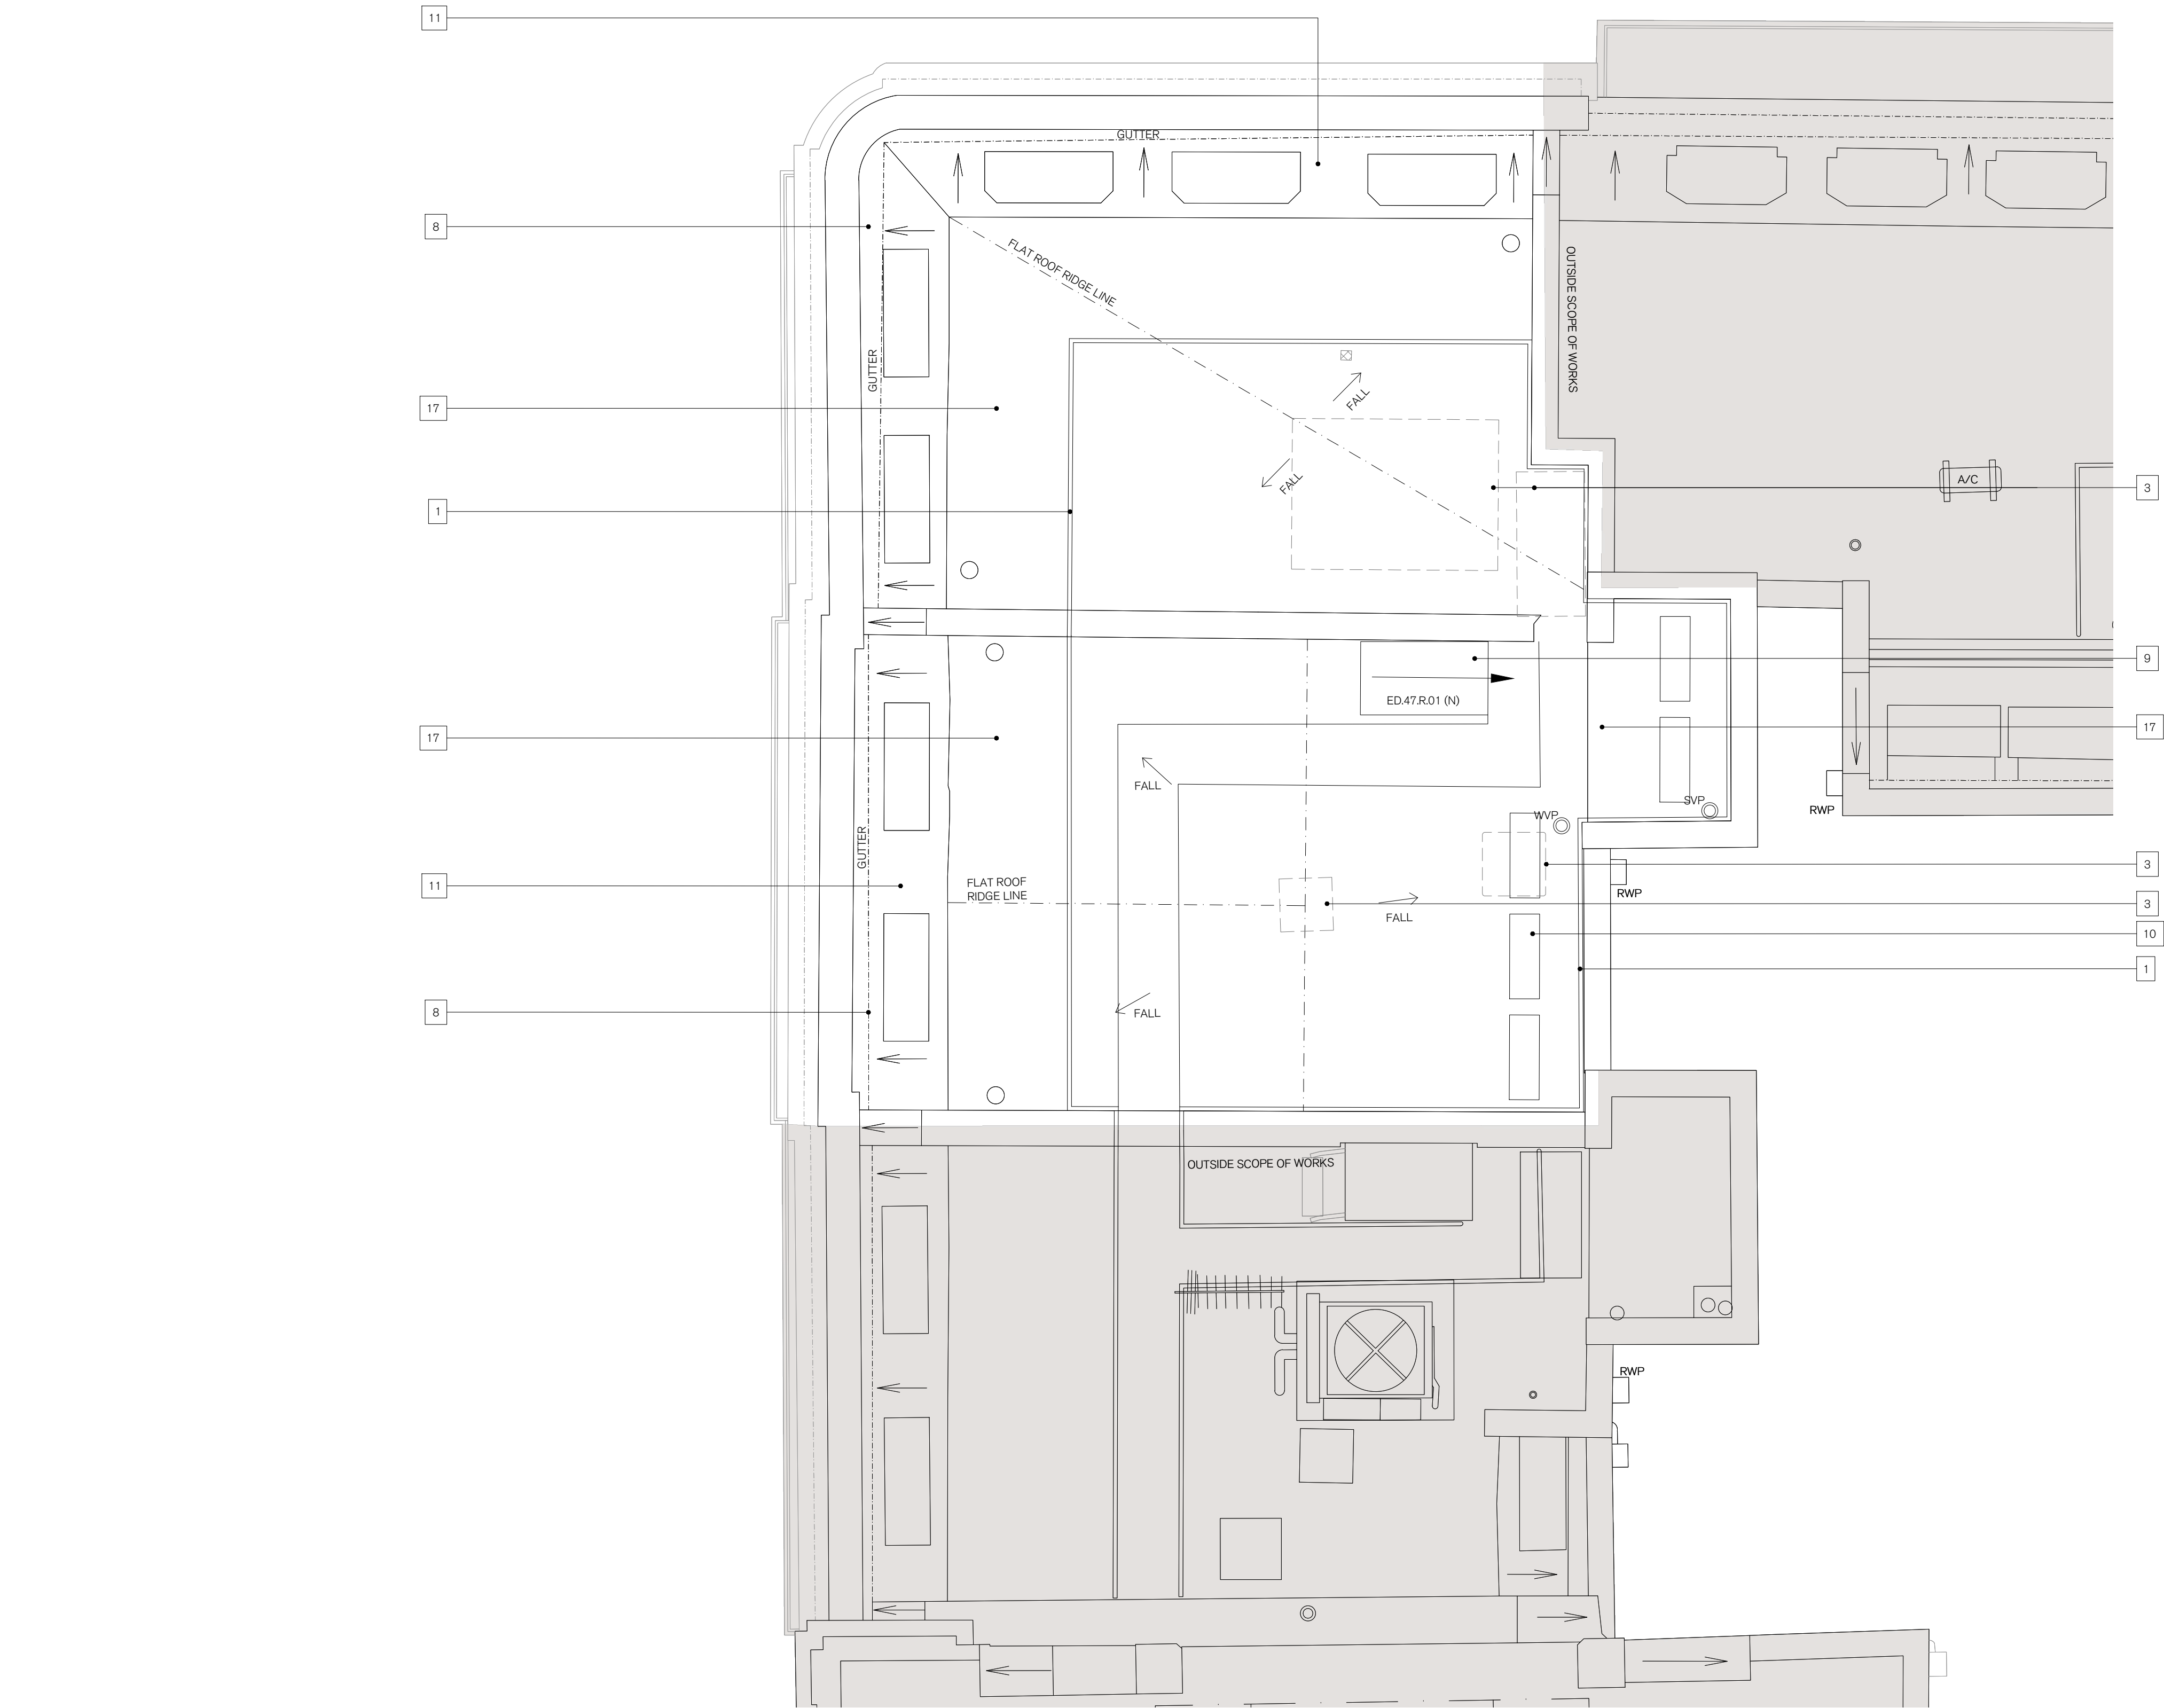 11
GUTTER
8
FLAT ROOF RIDGE LINE
OUTSIDE SCOPE OF WORKS
GUTTER
FALL
17
FALL
A/C
3
1
9
ED.47.R.01 (N)
17
17
FALL
SVP
WVP
RWP
GUTTER
3
11
FLAT ROOF
RIDGE LINE
RWP
3
FALL
10
1
8
FALL
OUTSIDE SCOPE OF WORKS
RWP